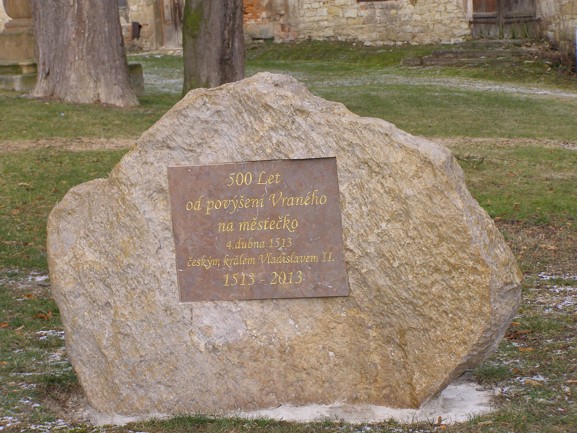 500 Let
od povýšení Vraného
na městečko
4.dubna 1513
českým králem Vladislavem II.
1513 - 2013